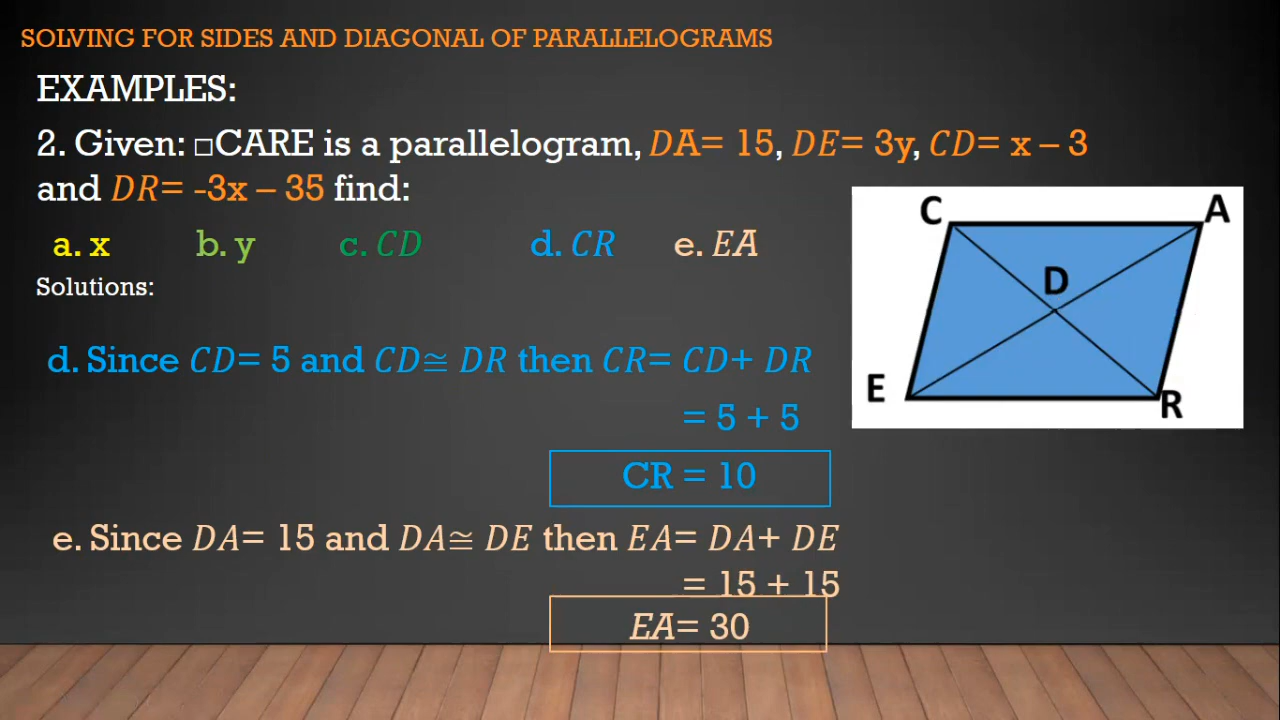 SOLVING FOR SIDES AND DIAGONAL OF PARALLELOGRAMS
EXAMPLES:
2. Given: □CARE is a parallelogram, DA= 15, DE= 3y, CD= x – 3
and DR= -3x – 35 find:
a. x b. y c. CD d. CR e. EA
Solutions:
C
A
D
E
R
d. Since CD= 5 and CD≅ DR then CR= CD+ DR
= 5 + 5
CR = 10
e. Since DA= 15 and DA≅ DE then EA= DA+ DE
= 15 + 15
EA= 30